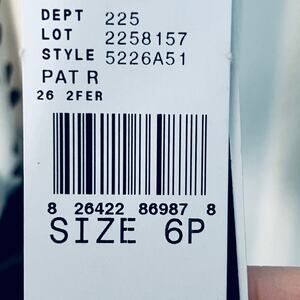 DEPT 225
LOT 2258157
STYLE 5226A51
PAT R
26 2FER
8 26422 86987 8
SIZE 6P